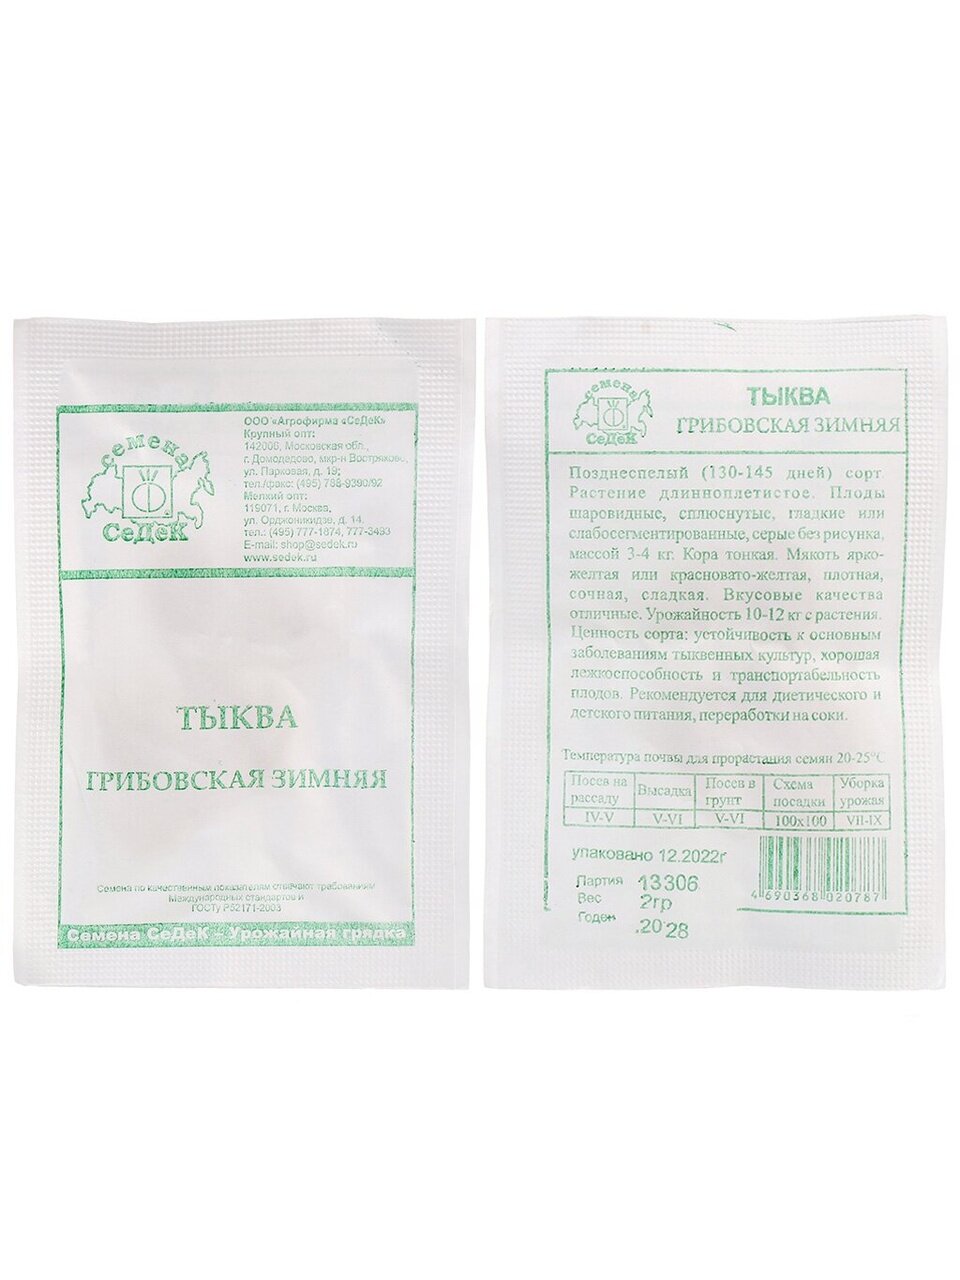 семена
СеДеК
ООО «Агрофирма «СеДеК»
Крупный опт:
142006, Московская обл.,
г. Домодедово, мкр-н Востряково,
ул. Парковая, д. 19;
тел./факс: (495) 788-9390/92
Мелкий опт:
119071, г. Москва,
ул. Орджоникидзе, д. 14,
тел.: (495) 777-1874, 777-3493
E-mail: shop@sedek.ru
www.sedek.ru
ТЫКВА
ГРИБОВСКАЯ ЗИМНЯЯ
Семена по качественным показателям отвечают требованиям
Международных стандартов и
ГОСТу Р52171-2003
Семена СеДеК – Урожайная грядка
семена
СеДеК
ТЫКВА
ГРИБОВСКАЯ ЗИМНЯЯ
Позднеспелый (130-145 дней) сорт.
Растение длинноплетистое. Плоды
шаровидные, сплюснутые, гладкие или
слабосегментированные, серые без рисунка,
массой 3-4 кг. Кора тонкая. Мякоть ярко-
желтая или красновато-желтая, плотная,
сочная, сладкая. Вкусовые качества
отличные. Урожайность 10-12 кг с растения.
Ценность сорта: устойчивость к основным
заболеваниям тыквенных культур, хорошая
лежкоспособность и транспортабельность
плодов. Рекомендуется для диетического и
детского питания, переработки на соки.
Температура почвы для прорастания семян 20-25°С
Посев на рассаду Высадка Посев в грунт Схема посадки Уборка урожая
IV-V V-VI V-VI 100х100 VII-IX
упаковано 12.2022г
Партия 13306
Вес 2гр
Годен .2028
4 690368 020787